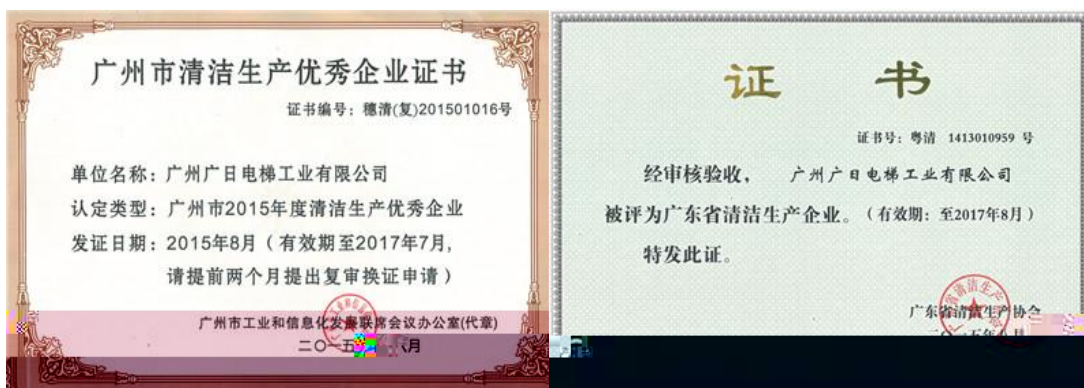 广州市清洁生产优秀企业证书
证书编号：穗清(复)201501016号
单位名称：广州广日电梯工业有限公司
认定类型：广州市2015年度清洁生产优秀企业
发证日期：2015年8月（有效期至2017年7月，
请提前两个月提出复审换证申请）
广州市工业和信息化发展联席会议办公室(代章)
二〇一五 八月
证 书
证书号：粤清 1413010959 号
经审核验收， 广州广日电梯工业有限公司
被评为广东省清洁生产企业。（有效期：至2017年8月）
特发此证。
广东省清洁生产协会
二〇一五年八月